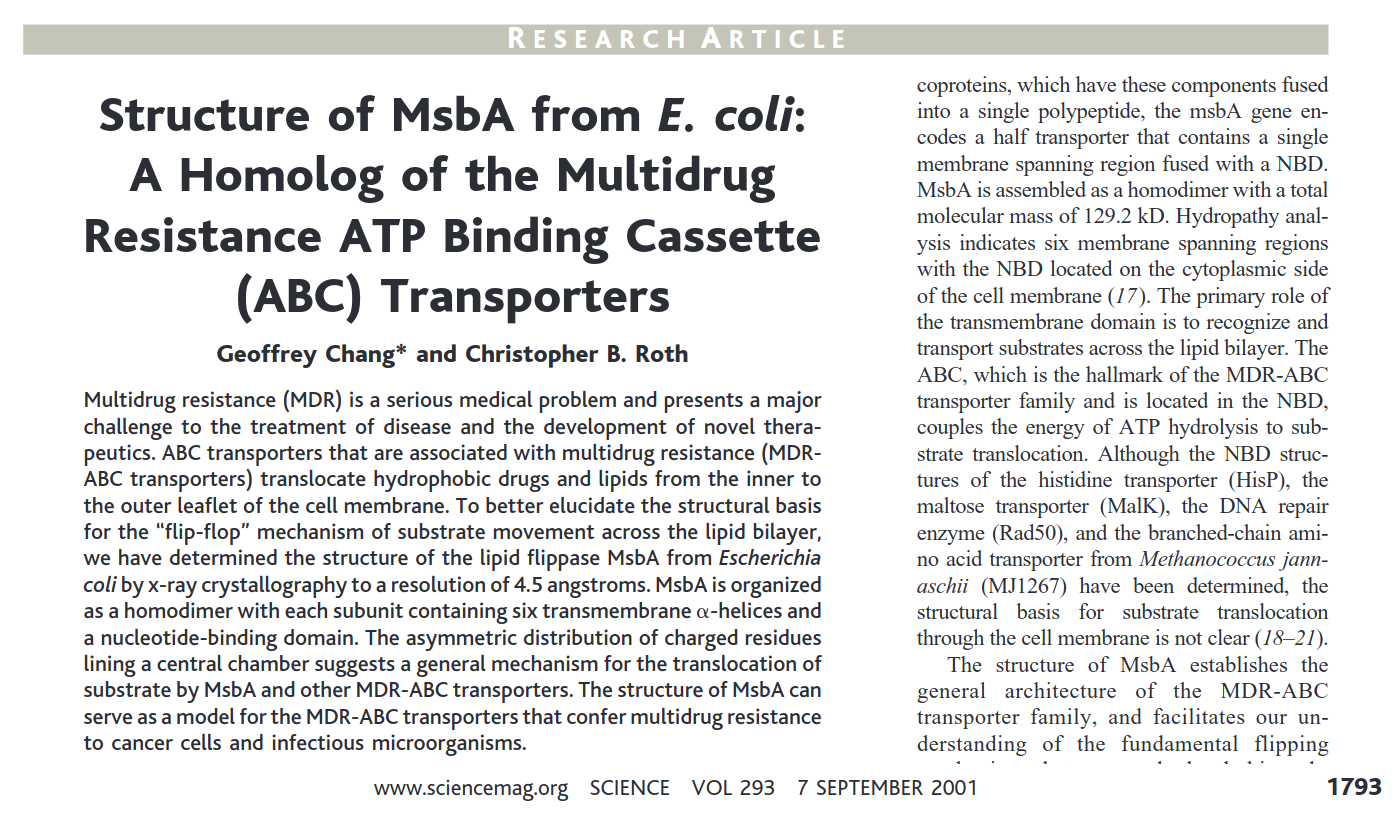 RESEARCH ARTICLE
Structure of MsbA from E. coli:
A Homolog of the Multidrug
Resistance ATP Binding Cassette
(ABC) Transporters
Geoffrey Chang* and Christopher B. Roth
Multidrug resistance (MDR) is a serious medical problem and presents a major
challenge to the treatment of disease and the development of novel thera-
peutics. ABC transporters that are associated with multidrug resistance (MDR-
ABC transporters) translocate hydrophobic drugs and lipids from the inner to
the outer leaflet of the cell membrane. To better elucidate the structural basis
for the “flip-flop” mechanism of substrate movement across the lipid bilayer,
we have determined the structure of the lipid flippase MsbA from Escherichia
coli by x-ray crystallography to a resolution of 4.5 angstroms. MsbA is organized
as a homodimer with each subunit containing six transmembrane α-helices and
a nucleotide-binding domain. The asymmetric distribution of charged residues
lining a central chamber suggests a general mechanism for the translocation of
substrate by MsbA and other MDR-ABC transporters. The structure of MsbA can
serve as a model for the MDR-ABC transporters that confer multidrug resistance
to cancer cells and infectious microorganisms.
coproteins, which have these components fused
into a single polypeptide, the msbA gene en-
codes a half transporter that contains a single
membrane spanning region fused with a NBD.
MsbA is assembled as a homodimer with a total
molecular mass of 129.2 kD. Hydropathy anal-
ysis indicates six membrane spanning regions
with the NBD located on the cytoplasmic side
of the cell membrane (17). The primary role of
the transmembrane domain is to recognize and
transport substrates across the lipid bilayer. The
ABC, which is the hallmark of the MDR-ABC
transporter family and is located in the NBD,
couples the energy of ATP hydrolysis to sub-
strate translocation. Although the NBD struc-
tures of the histidine transporter (HisP), the
maltose transporter (MalK), the DNA repair
enzyme (Rad50), and the branched-chain ami-
no acid transporter from Methanococcus jann-
aschii (MJ1267) have been determined, the
structural basis for substrate translocation
through the cell membrane is not clear (18–21).
The structure of MsbA establishes the
general architecture of the MDR-ABC
transporter family, and facilitates our un-
derstanding of the fundamental flipping
www.sciencemag.org SCIENCE VOL 293 7 SEPTEMBER 2001 1793